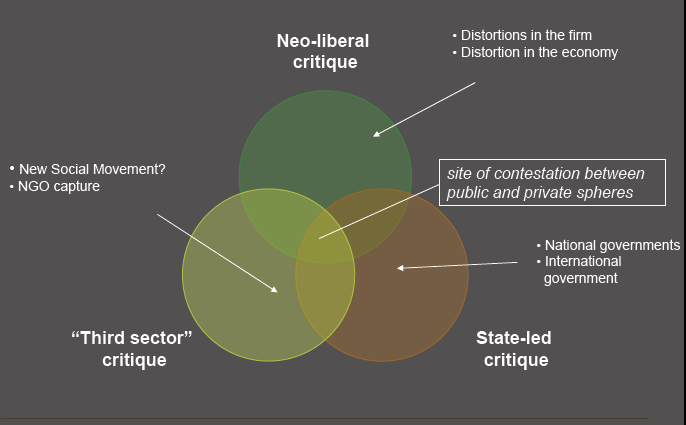 Neo-liberal
critique
• Distortions in the firm
• Distortion in the economy
• New Social Movement?
• NGO capture
site of contestation between
public and private spheres
• National governments
• International
government
“Third sector”
critique
State-led
critique